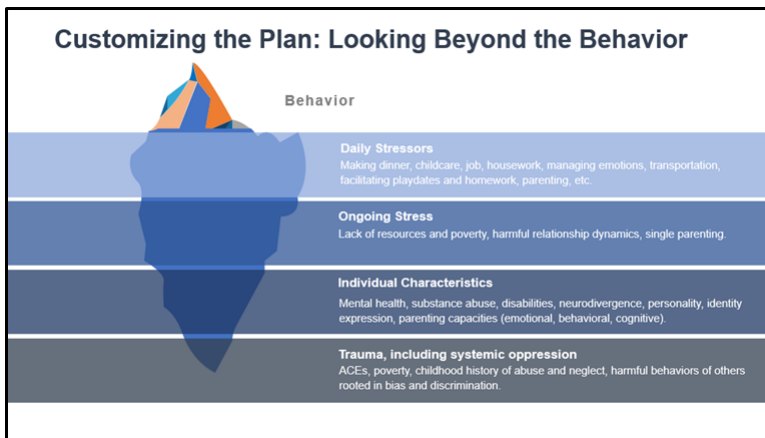 Customizing the Plan: Looking Beyond the Behavior
Behavior
Daily Stressors
Making dinner, childcare, job, housework, managing emotions, transportation,
facilitating playdates and homework, parenting, etc.
Ongoing Stress
Lack of resources and poverty, harmful relationship dynamics, single parenting.
Individual Characteristics
Mental health, substance abuse, disabilities, neurodivergence, personality, identity
expression, parenting capacities (emotional, behavioral, cognitive).
Trauma, including systemic oppression
ACEs, poverty, childhood history of abuse and neglect, harmful behaviors of others
rooted in bias and discrimination.